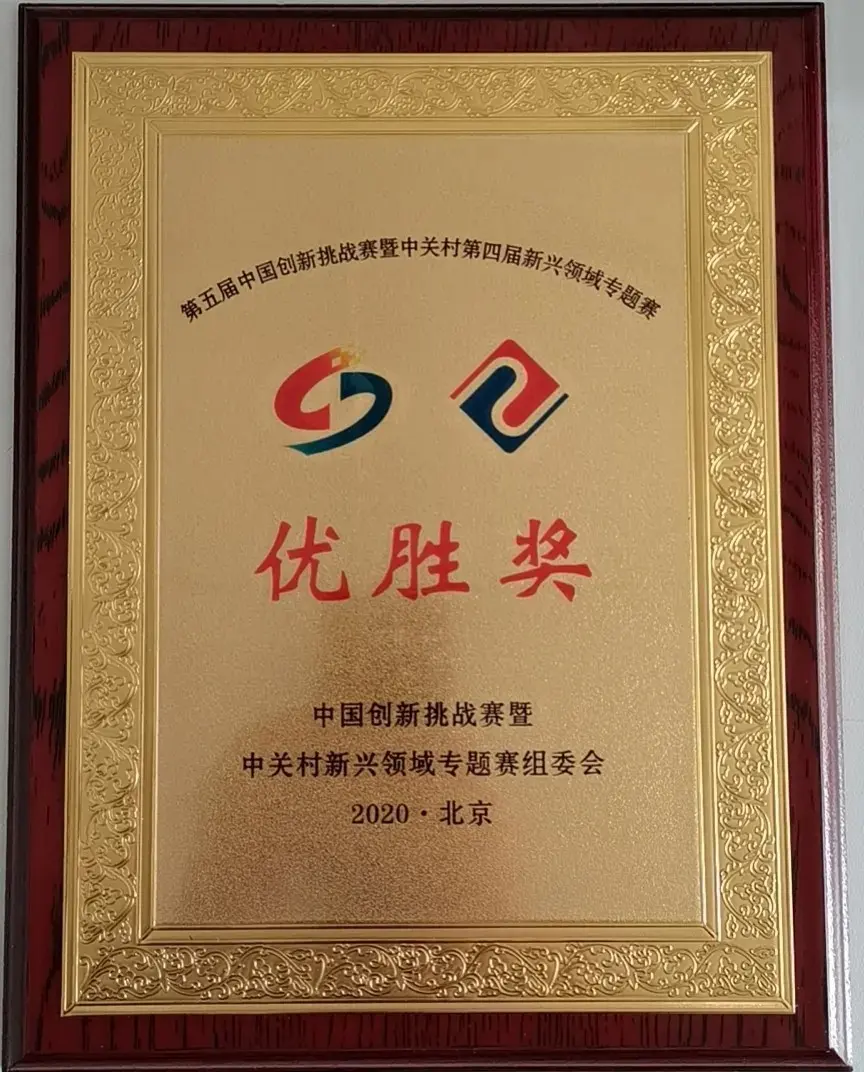 第五届中国创新挑战赛暨中关村第四届新兴领域专题赛
优胜奖
中国创新挑战赛暨
中关村新兴领域专题赛组委会
2020·北京